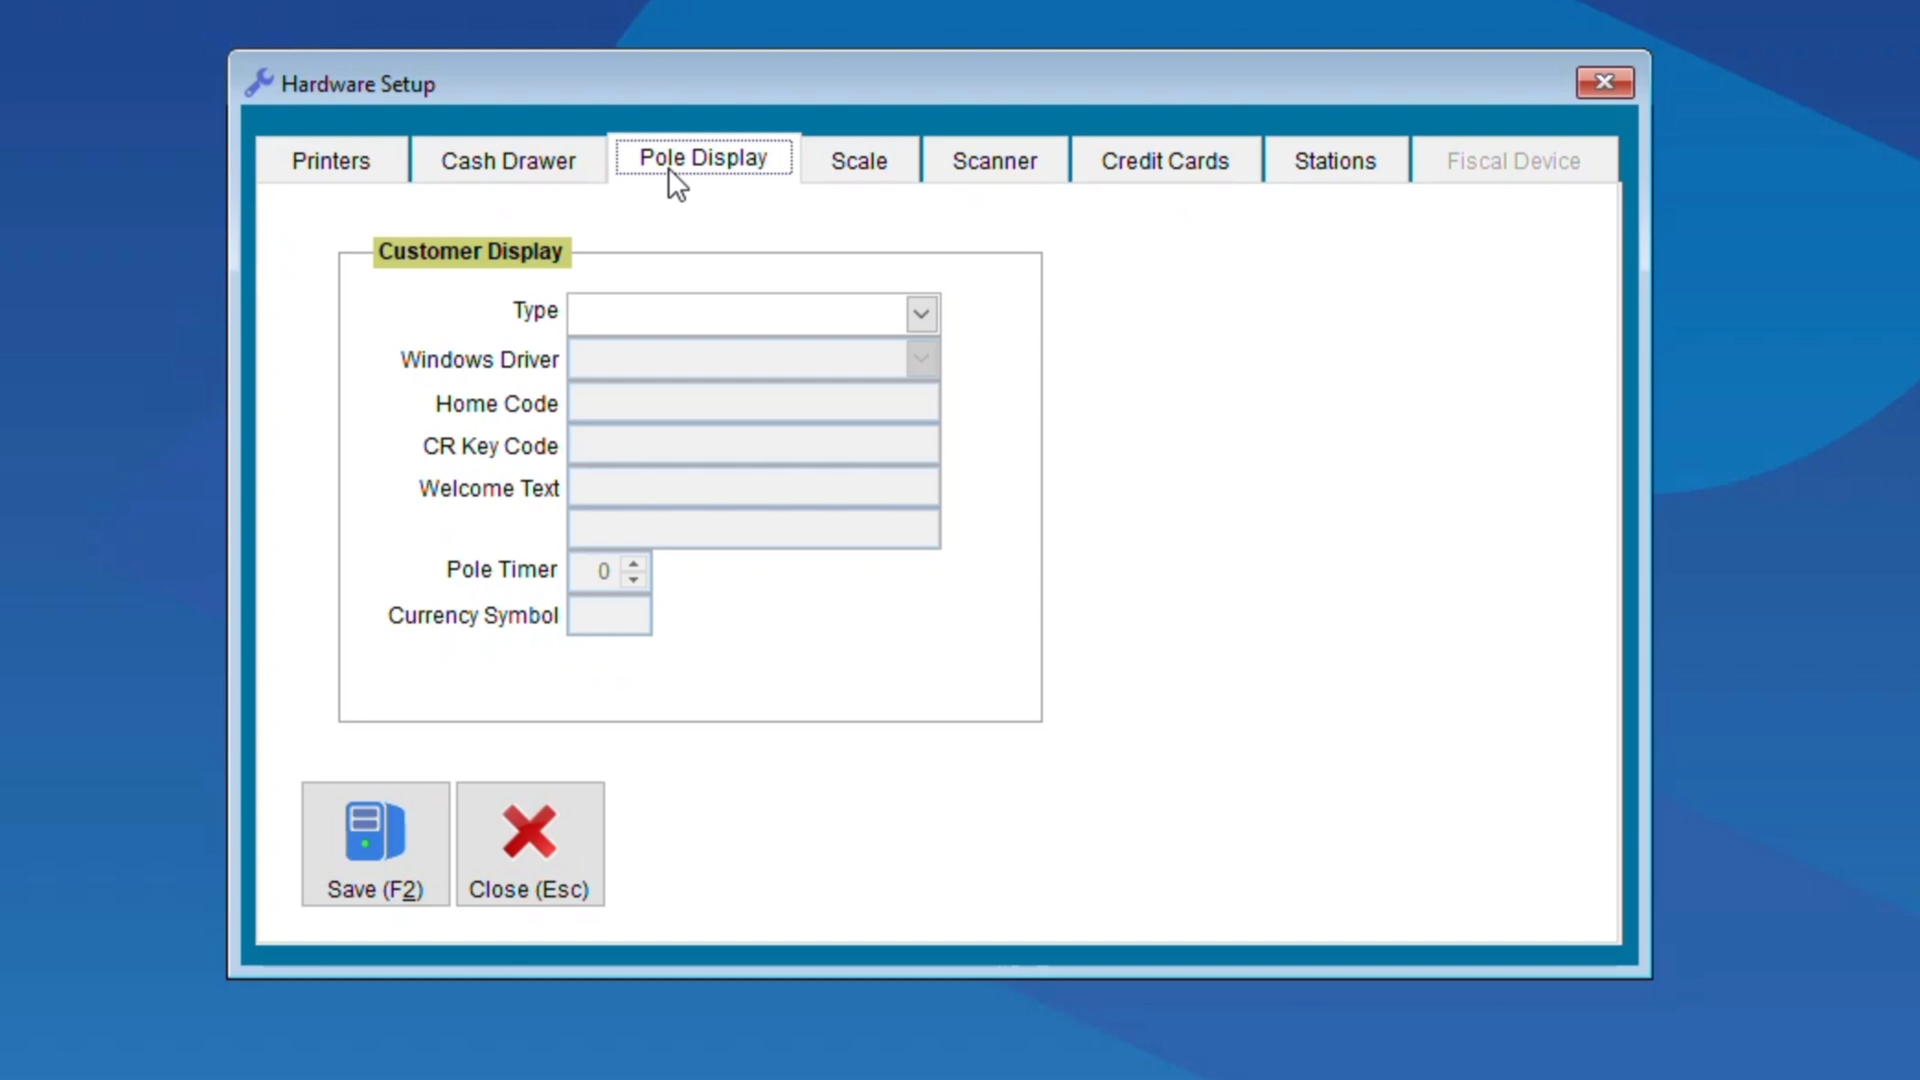 Hardware Setup
Printers Cash Drawer Pole Display Scale Scanner Credit Cards Stations Fiscal Device
Customer Display
Type
Windows Driver
Home Code
CR Key Code
Welcome Text
Pole Timer 0
Currency Symbol
Save (F2) Close (Esc)